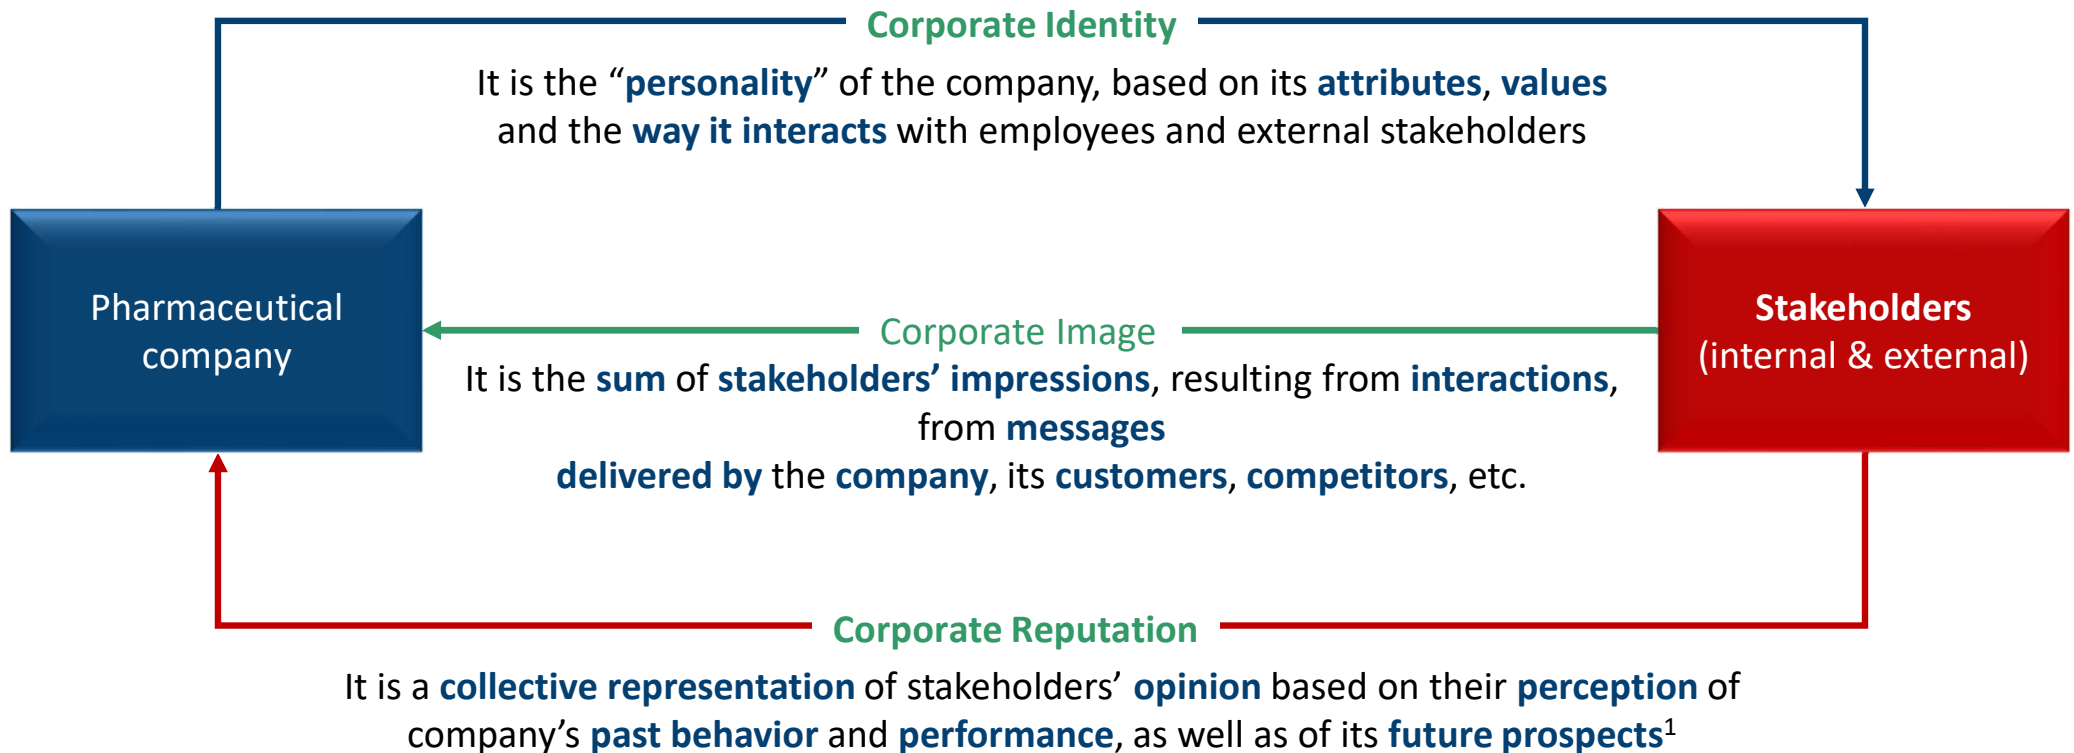 Corporate Identity
It is the “personality” of the company, based on its attributes, values
and the way it interacts with employees and external stakeholders
Pharmaceutical
company
Corporate Image
It is the sum of stakeholders’ impressions, resulting from interactions,
from messages
delivered by the company, its customers, competitors, etc.
Stakeholders
(internal & external)
Corporate Reputation
It is a collective representation of stakeholders’ opinion based on their perception of
company’s past behavior and performance, as well as of its future prospects¹